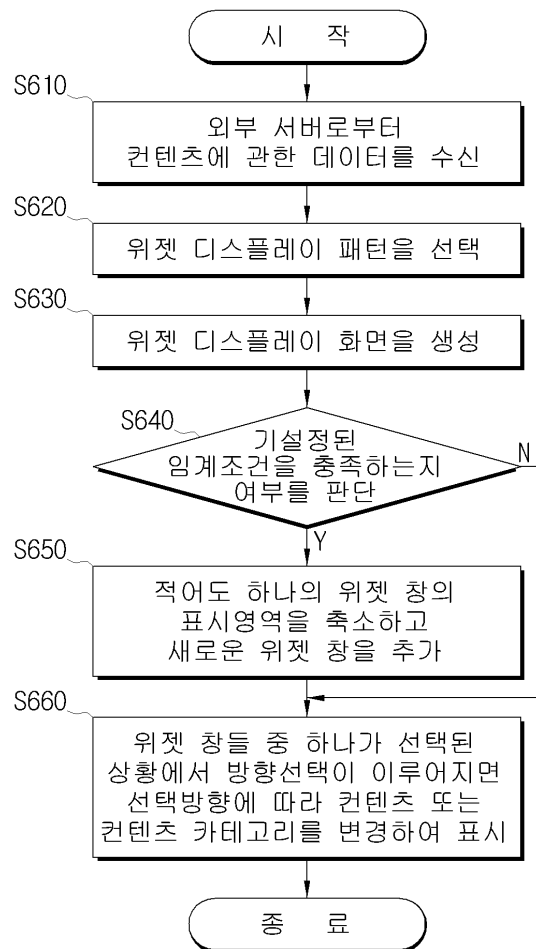 시 작
S610
외부 서버로부터
컨텐츠에 관한 데이터를 수신
S620
위젯 디스플레이 패턴을 선택
S630
위젯 디스플레이 화면을 생성
S640
기설정된
임계조건을 충족하는지
여부를 판단
N
Y
S650
적어도 하나의 위젯 창의
표시영역을 축소하고
새로운 위젯 창을 추가
S660
위젯 창들 중 하나가 선택된
상황에서 방향선택이 이루어지면
선택방향에 따라 컨텐츠 또는
컨텐츠 카테고리를 변경하여 표시
종 료